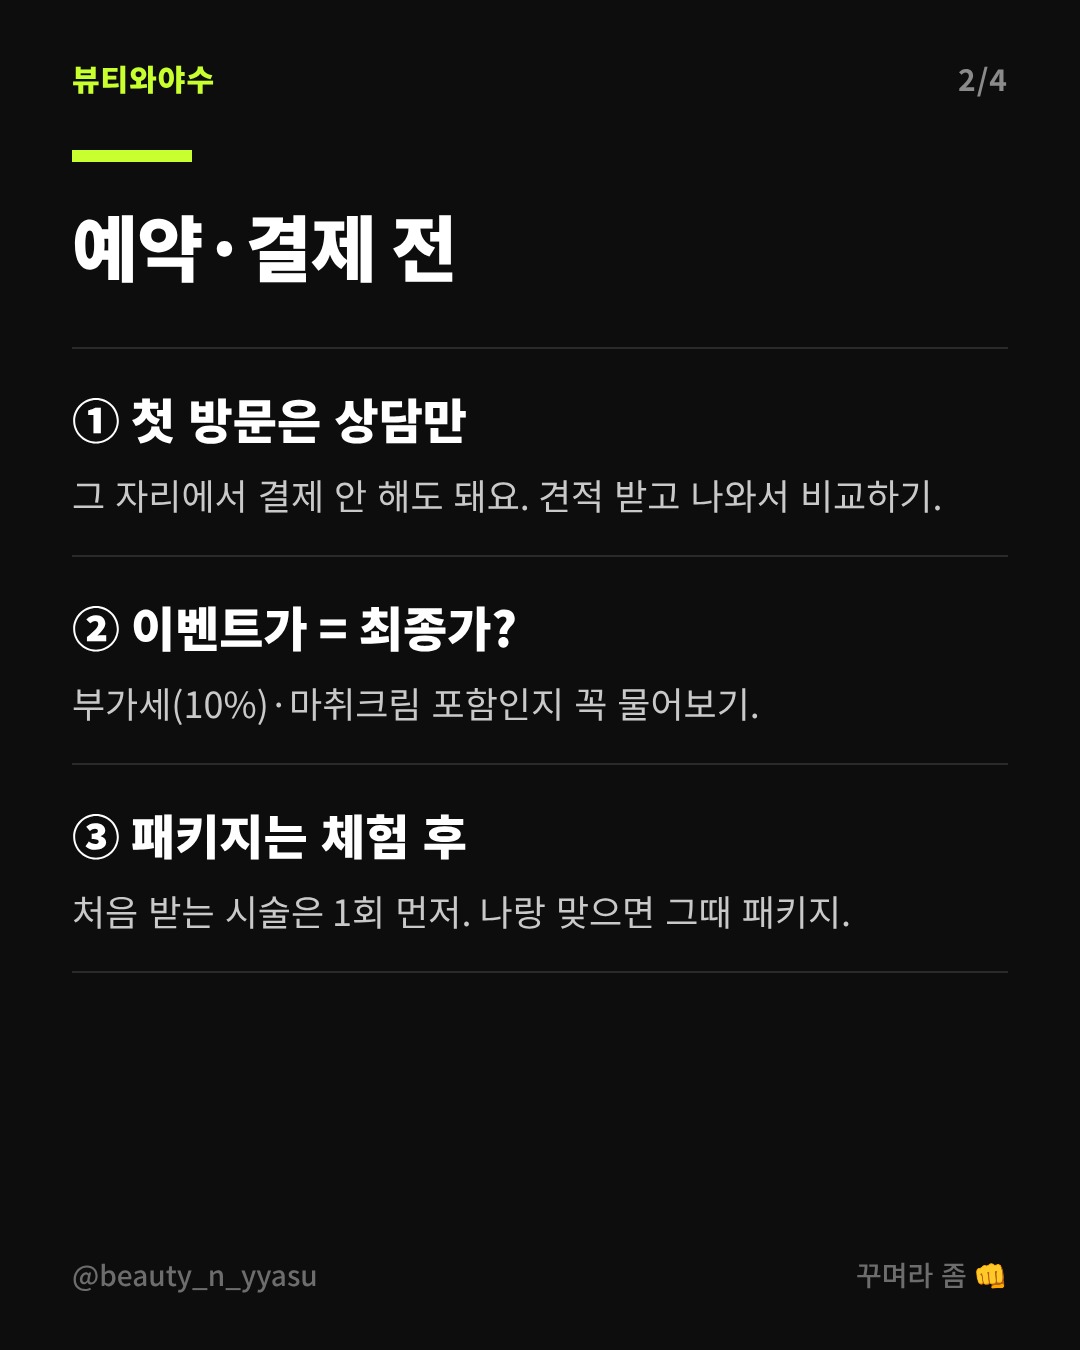 뷰티와야수
2/4
예약·결제 전
① 첫 방문은 상담만
그 자리에서 결제 안 해도 돼요. 견적 받고 나와서 비교하기.
② 이벤트가 = 최종가?
부가세(10%)·마취크림 포함인지 꼭 물어보기.
③ 패키지는 체험 후
처음 받는 시술은 1회 먼저. 나랑 맞으면 그때 패키지.
@beauty_n_yyasu
꾸며라 좀 👊